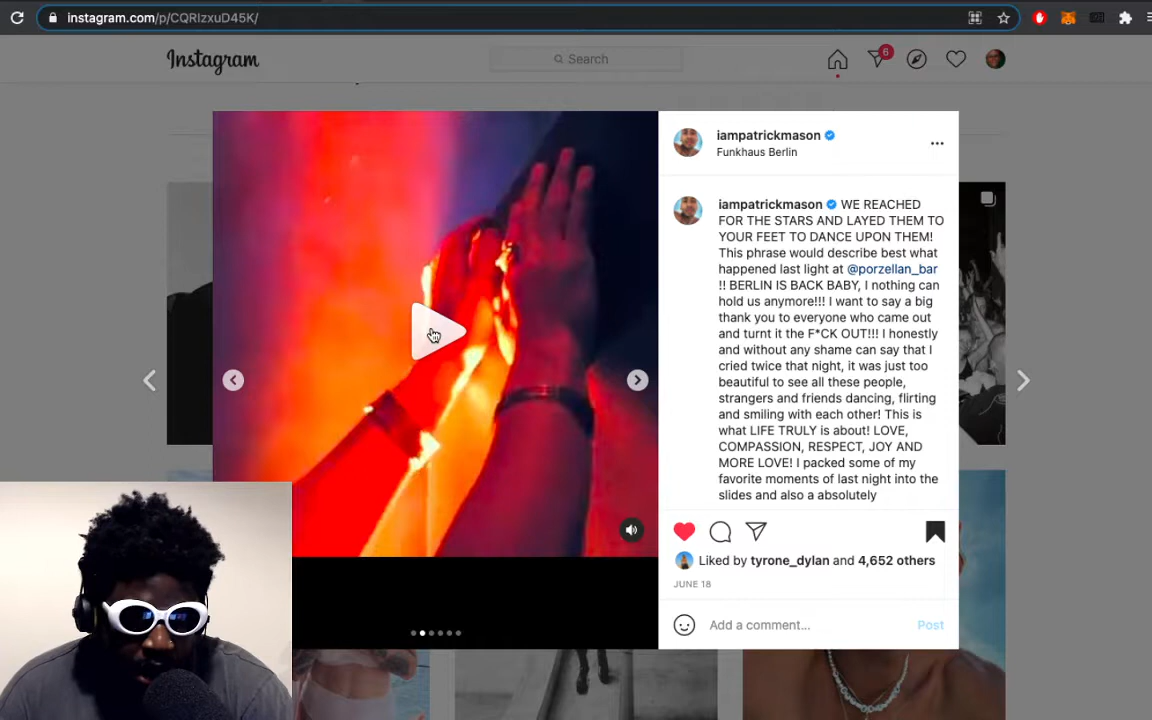 instagram.com/p/CQRIzxuD45K/
Instagram
Search
6
iampatrickmason
Funkhaus Berlin
iampatrickmason WE REACHED
FOR THE STARS AND LAYED THEM TO
YOUR FEET TO DANCE UPON THEM!
This phrase would describe best what
happened last light at @porzellan_bar
!! BERLIN IS BACK BABY, I nothing can
hold us anymore!!! I want to say a big
thank you to everyone who came out
and turnt it the F*CK OUT!!! I honestly
and without any shame can say that I
cried twice that night, it was just too
beautiful to see all these people,
strangers and friends dancing, flirting
and smiling with each other! This is
what LIFE TRULY is about! LOVE,
COMPASSION, RESPECT, JOY AND
MORE LOVE! I packed some of my
favorite moments of last night into the
slides and also a absolutely
Liked by tyrone_dylan and 4,652 others
JUNE 18
Add a comment...
Post